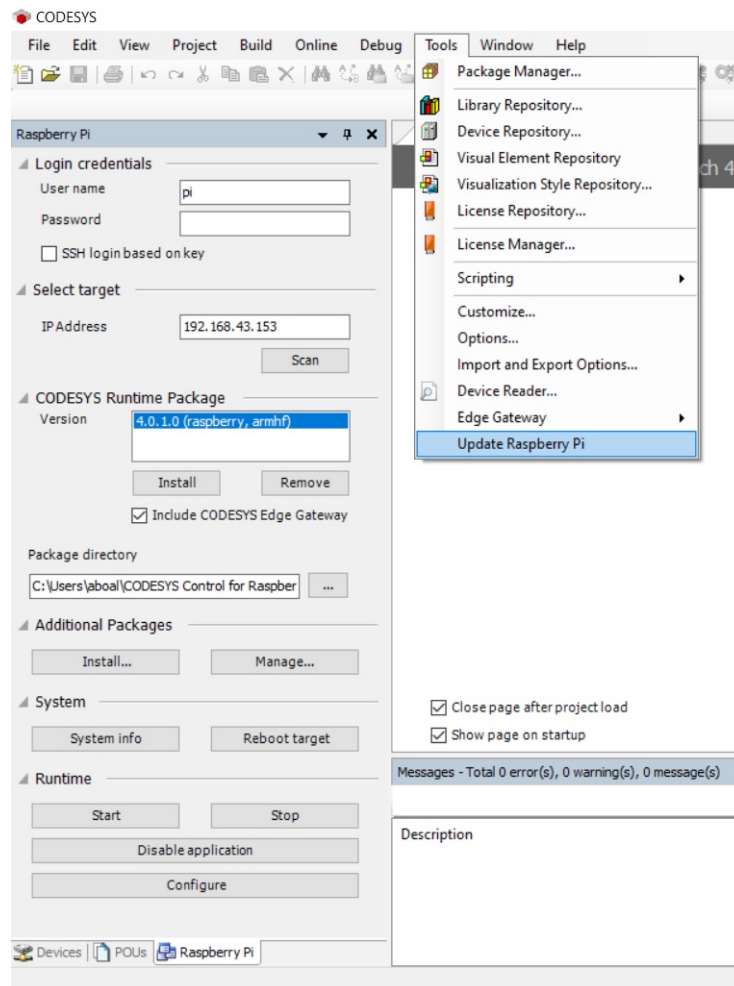 CODESYS
File Edit View Project Build Online Debug Tools Window Help
Raspberry Pi
Login credentials
User name pi
Password
SSH login based on key
Select target
IP Address 192.168.43.153
Scan
CODESYS Runtime Package
Version 4.0.1.0 (raspberry, armhf)
Install Remove
Include CODESYS Edge Gateway
Package directory
C:\Users\aboal\CODESYS Control for Raspber ...
Additional Packages
Install... Manage...
System
System info Reboot target
Runtime
Start Stop
Disable application
Configure
Devices POUs Raspberry Pi
Package Manager...
Library Repository...
Device Repository...
Visual Element Repository
Visualization Style Repository...
License Repository...
License Manager...
Scripting
Customize...
Options...
Import and Export Options...
Device Reader...
Edge Gateway
Update Raspberry Pi
ch 4
Close page after project load
Show page on startup
Messages - Total 0 error(s), 0 warning(s), 0 message(s)
Description